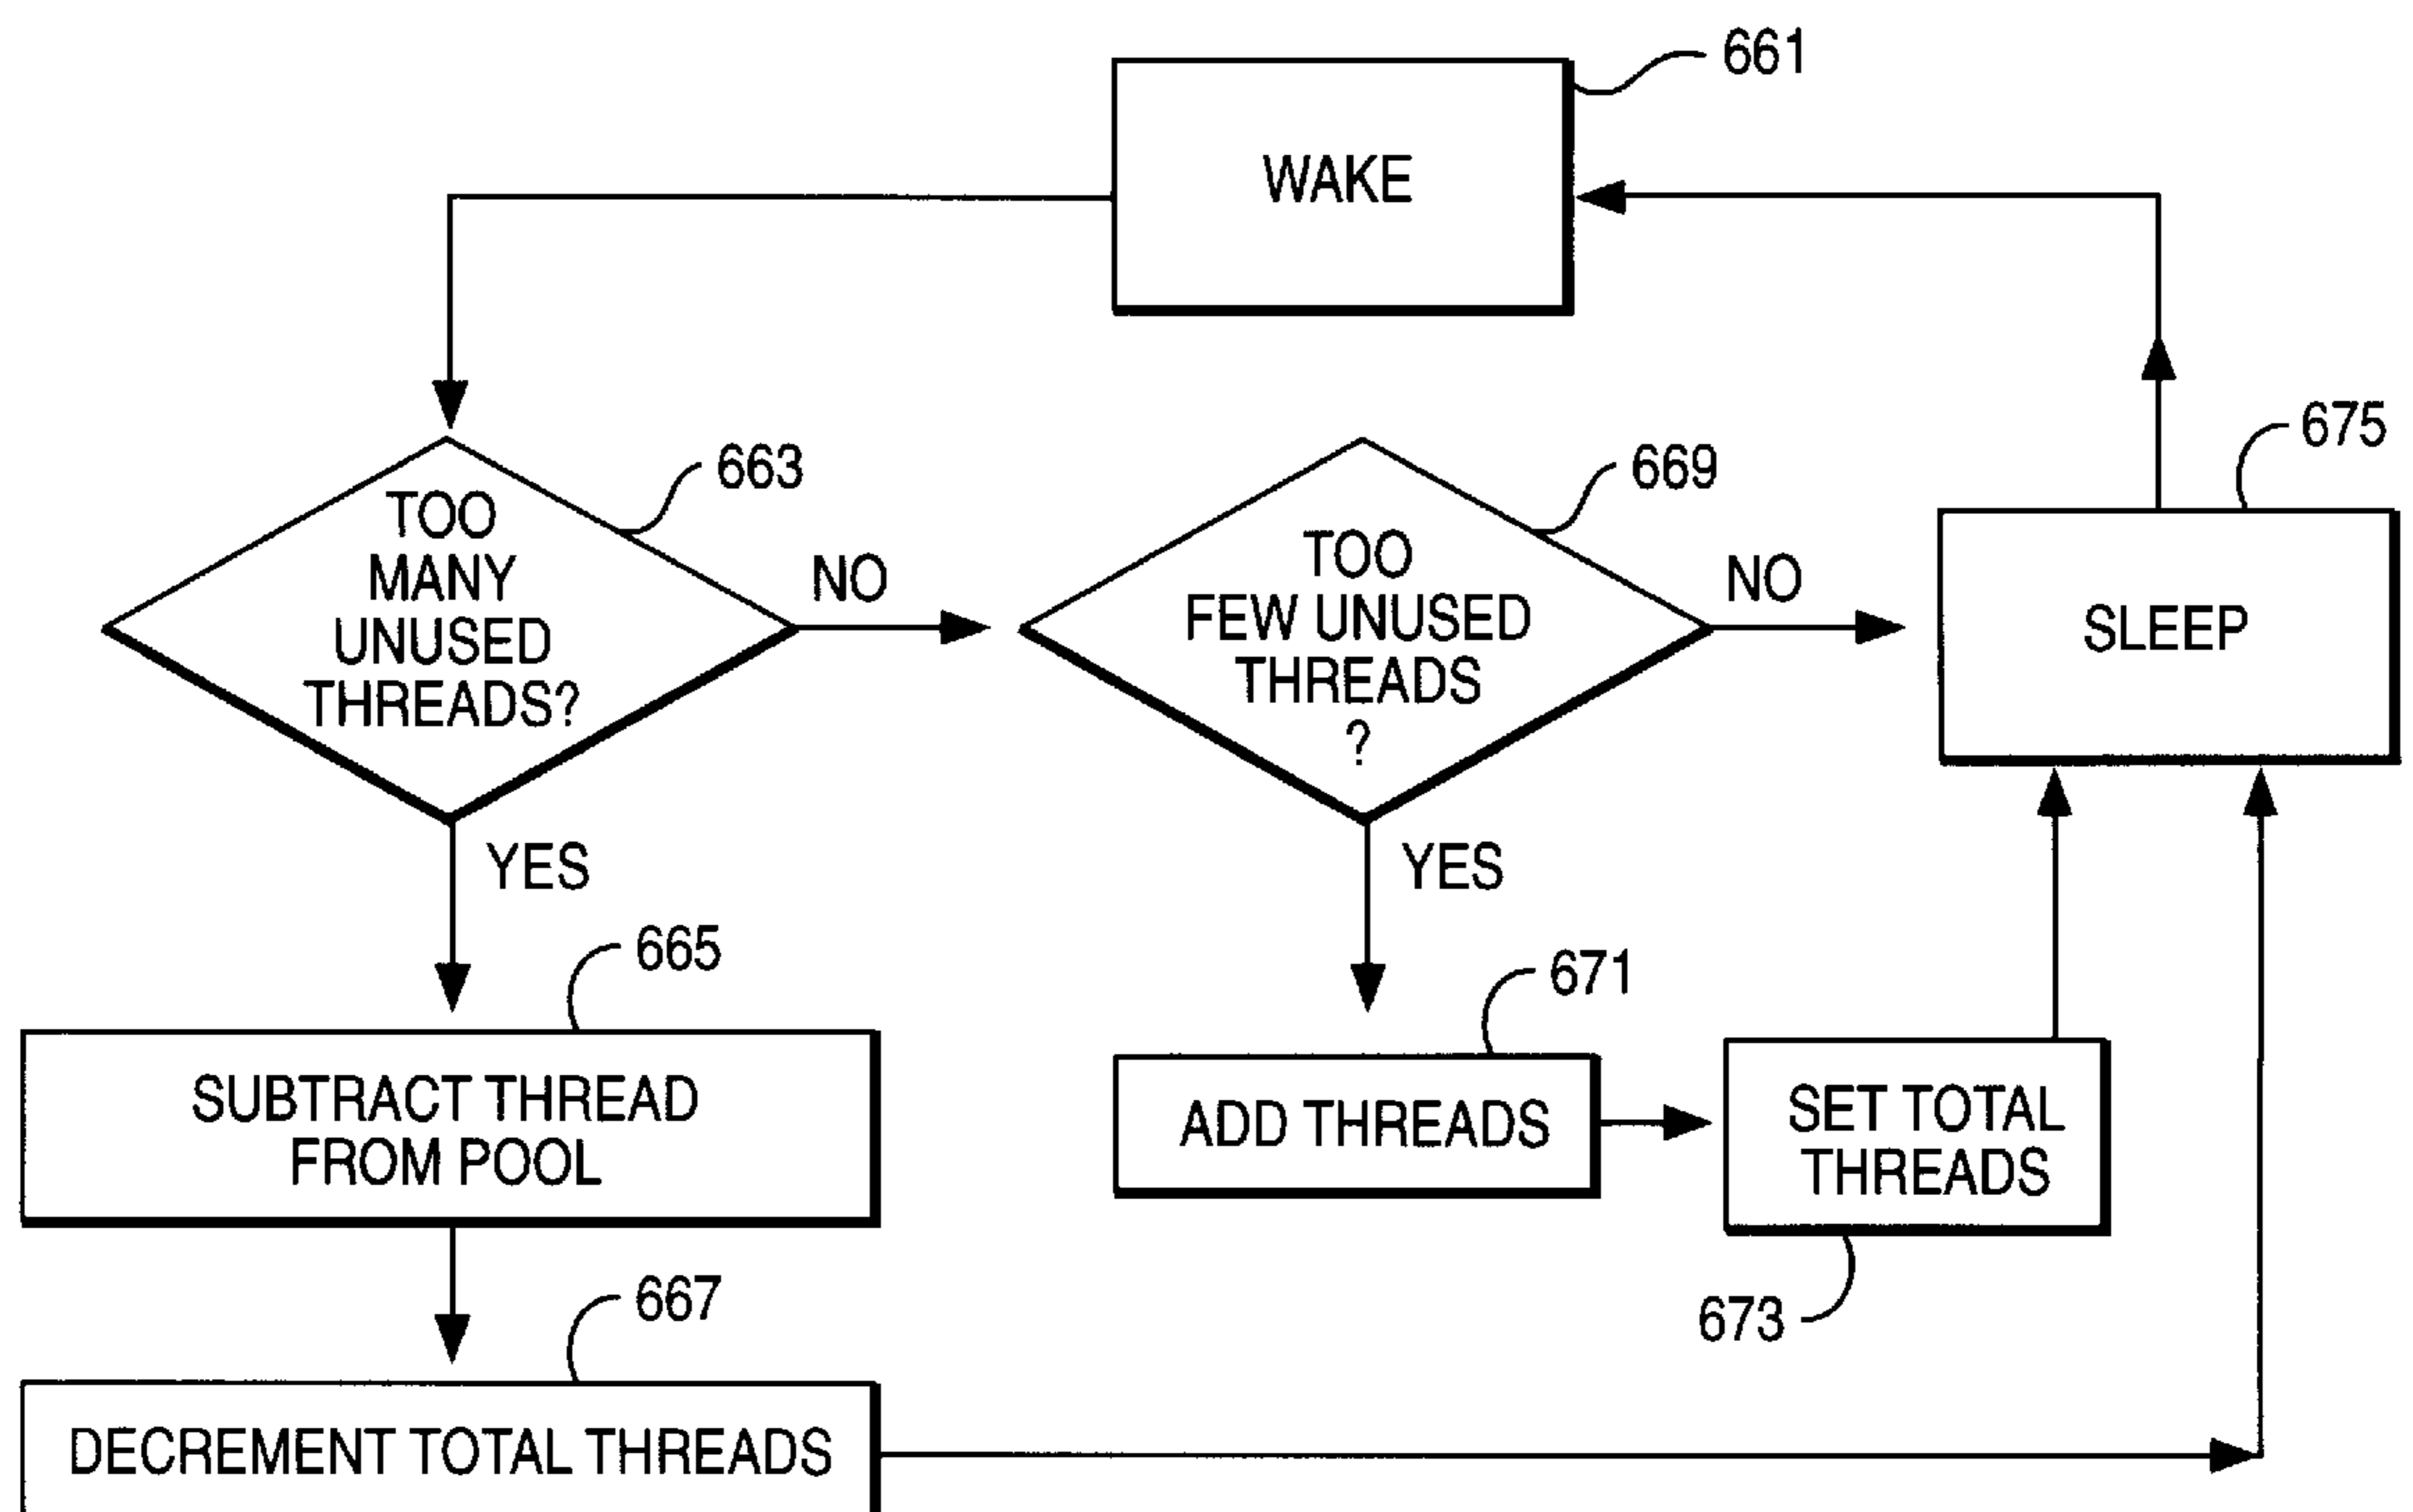 661
WAKE
663
TOO
MANY
UNUSED
THREADS?
NO
669
TOO
FEW UNUSED
THREADS
?
NO
675
SLEEP
YES
YES
665
SUBTRACT THREAD
FROM POOL
671
ADD THREADS
SET TOTAL
THREADS
673
667
DECREMENT TOTAL THREADS